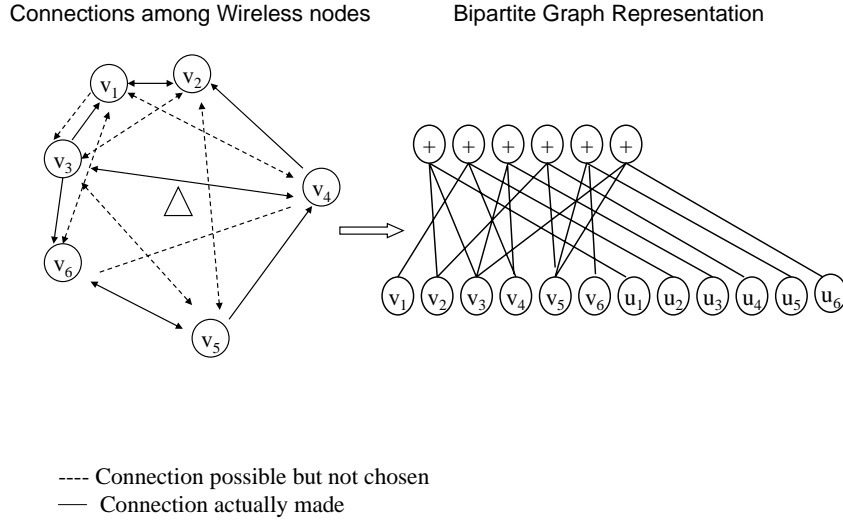 Connections among Wireless nodes
Bipartite Graph Representation
v1
v2
v3
v4
v6
v5
+ + + + + +
v1 v2 v3 v4 v5 v6 u1 u2 u3 u4 u5 u6
---- Connection possible but not chosen
— Connection actually made